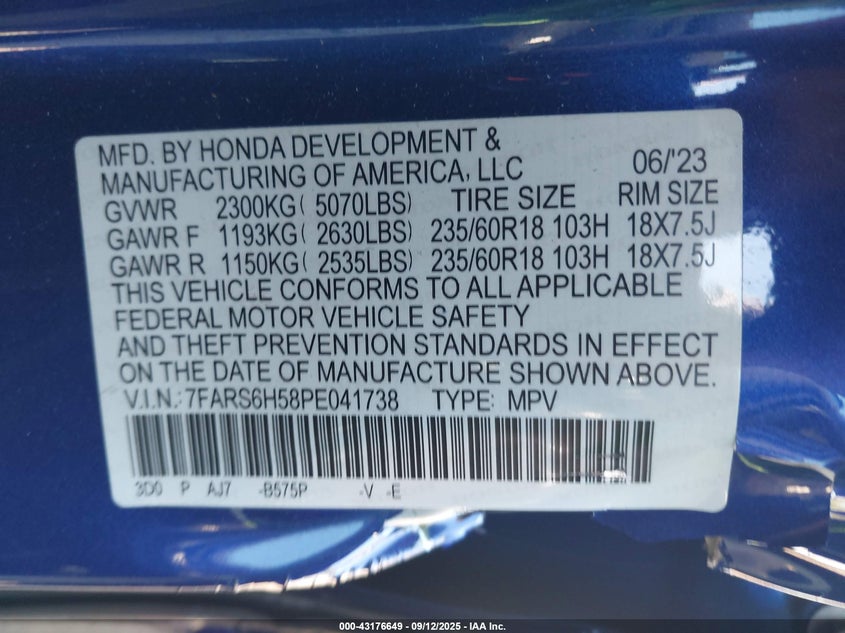 MFD. BY HONDA DEVELOPMENT &
MANUFACTURING OF AMERICA, LLC 06/'23
GVWR 2300KG( 5070LBS) TIRE SIZE RIM SIZE
GAWR F 1193KG( 2630LBS) 235/60R18 103H 18X7.5J
GAWR R 1150KG( 2535LBS) 235/60R18 103H 18X7.5J
THIS VEHICLE CONFORMS TO ALL APPLICABLE
FEDERAL MOTOR VEHICLE SAFETY
AND THEFT PREVENTION STANDARDS IN EFFECT
ON THE DATE OF MANUFACTURE SHOWN ABOVE.
V.I.N.: 7FARS6H58PE041738 TYPE: MPV
3D0 P AJ7 -B575P -V -E
000-43176649 - 09/12/2025 - IAA Inc.